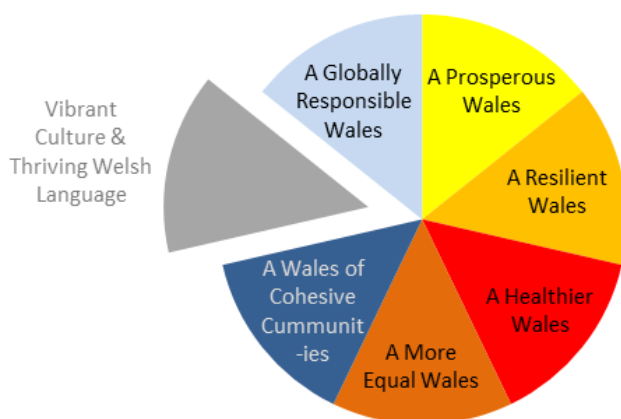 A Globally
Responsible
Wales
A Prosperous
Wales
Vibrant
Culture &
Thriving Welsh
Language
A Resilient
Wales
A Wales of
Cohesive
Cummunit
-ies
A Healthier
Wales
A More
Equal Wales